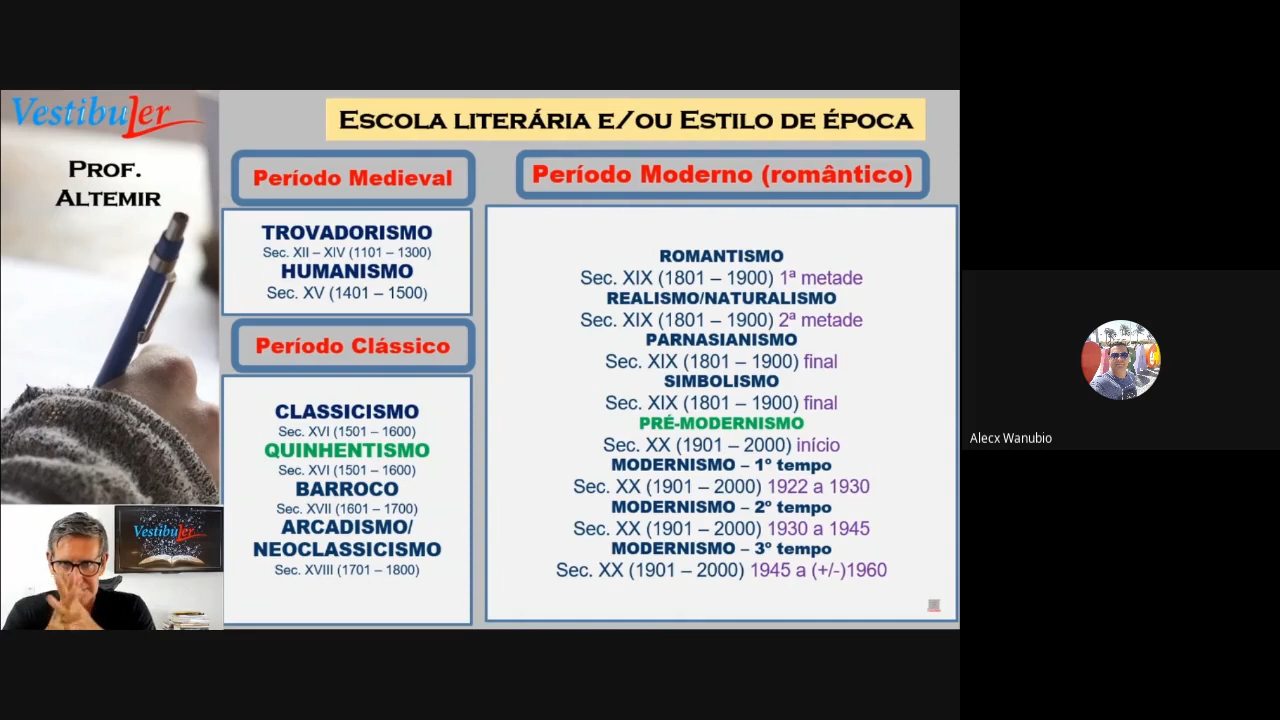 Vestibuler
PROF.
ALTEMIR
ESCOLA LITERÁRIA E/OU ESTILO DE ÉPOCA
Período Medieval
TROVADORISMO
Sec. XII – XIV (1101 – 1300)
HUMANISMO
Sec. XV (1401 – 1500)
Período Clássico
CLASSICISMO
Sec. XVI (1501 – 1600)
QUINHENTISMO
Sec. XVI (1501 – 1600)
BARROCO
Sec. XVII (1601 – 1700)
ARCADISMO/
NEOCLASSICISMO
Sec. XVIII (1701 – 1800)
Período Moderno (romântico)
ROMANTISMO
Sec. XIX (1801 – 1900) 1ª metade
REALISMO/NATURALISMO
Sec. XIX (1801 – 1900) 2ª metade
PARNASIANISMO
Sec. XIX (1801 – 1900) final
SIMBOLISMO
Sec. XIX (1801 – 1900) final
PRÉ-MODERNISMO
Sec. XX (1901 – 2000) início
MODERNISMO – 1º tempo
Sec. XX (1901 – 2000) 1922 a 1930
MODERNISMO – 2º tempo
Sec. XX (1901 – 2000) 1930 a 1945
MODERNISMO – 3º tempo
Sec. XX (1901 – 2000) 1945 a (+/-)1960
Vestibuler
Alecx Wanubio